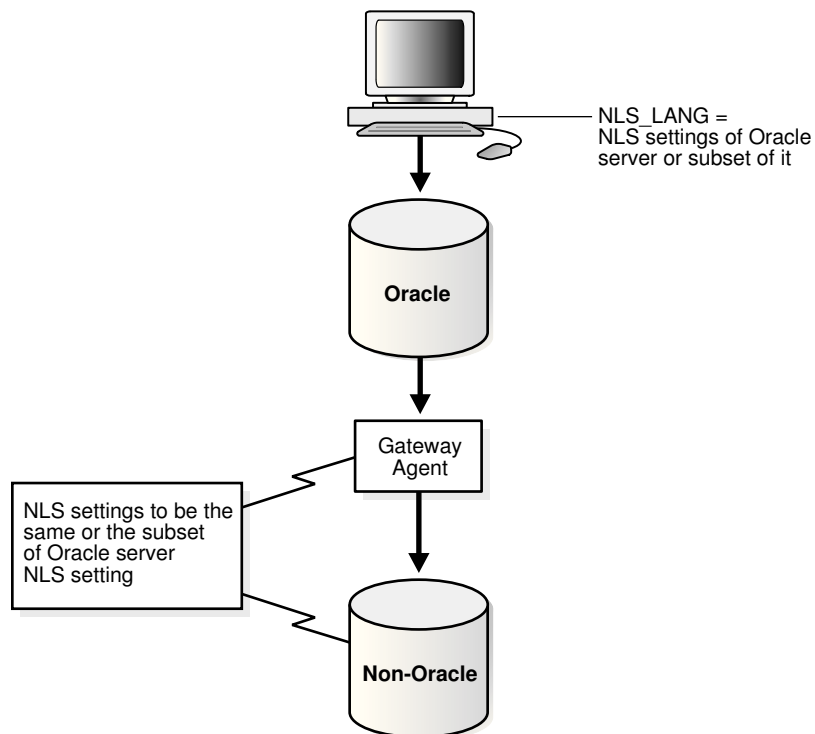 NLS_LANG =
NLS settings of Oracle
server or subset of it
Oracle
Gateway
Agent
NLS settings to be the
same or the subset
of Oracle server
NLS setting
Non-Oracle